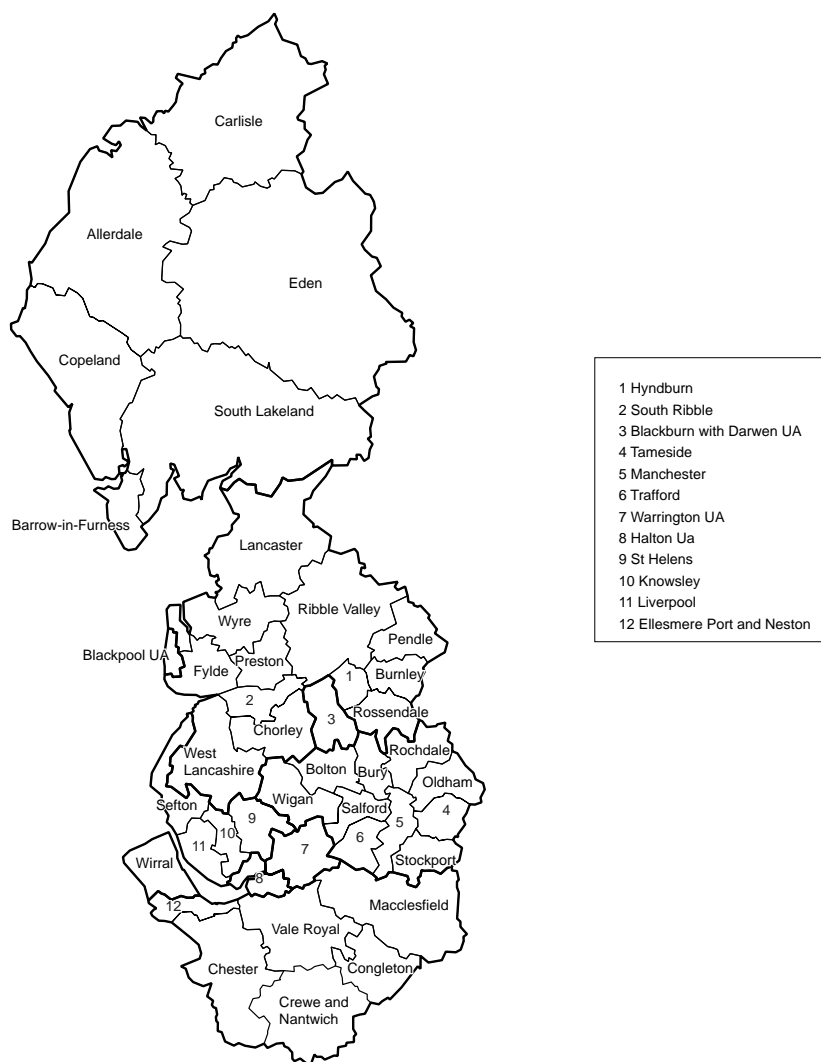 Carlisle
Allerdale
Eden
Copeland
South Lakeland
1 Hyndburn
2 South Ribble
3 Blackburn with Darwen UA
4 Tameside
5 Manchester
6 Trafford
7 Warrington UA
8 Halton Ua
9 St Helens
10 Knowsley
11 Liverpool
12 Ellesmere Port and Neston
Barrow-in-Furness
Lancaster
Ribble Valley
Wyre
Pendle
Blackpool UA
Preston
Fylde
Burnley
1
2
Rossendale
3
Chorley
Rochdale
West
Lancashire
Bolton
Bury
Oldham
Wigan
Salford
Sefton
4
9
5
10
11
6
7
Stockport
Wirral
8
12
Macclesfield
Vale Royal
Chester
Congleton
Crewe and
Nantwich